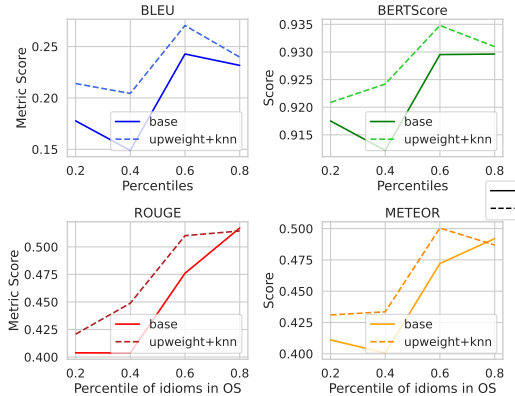 BLEU
Metric Score
0.25
0.20
0.15
0.2 0.4 0.6 0.8
Percentiles
base
upweight+knn
BERTScore
Score
0.935
0.930
0.925
0.920
0.915
0.2 0.4 0.6 0.8
Percentiles
base
upweight+knn
ROUGE
Metric Score
0.500
0.475
0.450
0.425
0.400
0.2 0.4 0.6 0.8
Percentile of idioms in OS
base
upweight+knn
METEOR
Score
0.500
0.475
0.450
0.425
0.400
0.2 0.4 0.6 0.8
Percentile of idioms in OS
base
upweight+knn